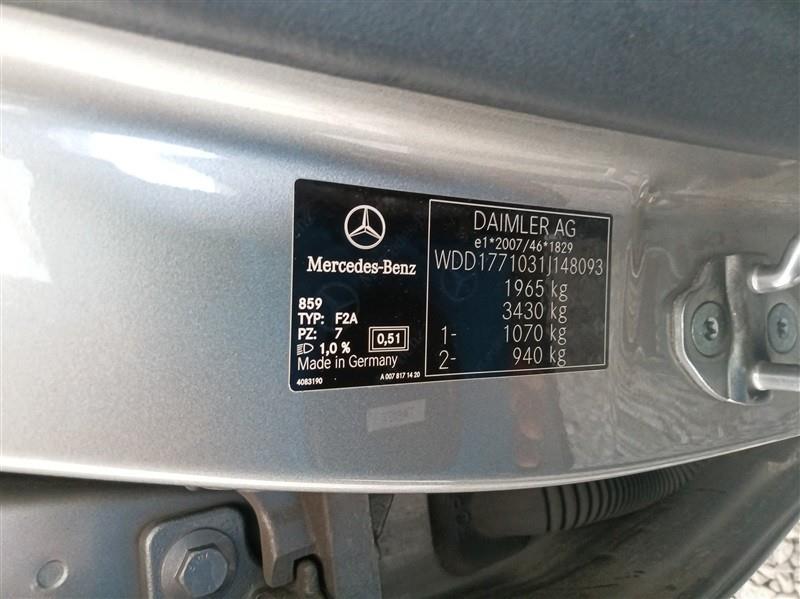 Mercedes-Benz
859
TYP: F2A
PZ: 7
1,0 %
0,51
Made in Germany
4083190
A 007 817 14 20
DAIMLER AG
e1*2007/46*1829
WDD1771031J148093
1965 kg
3430 kg
1- 1070 kg
2- 940 kg